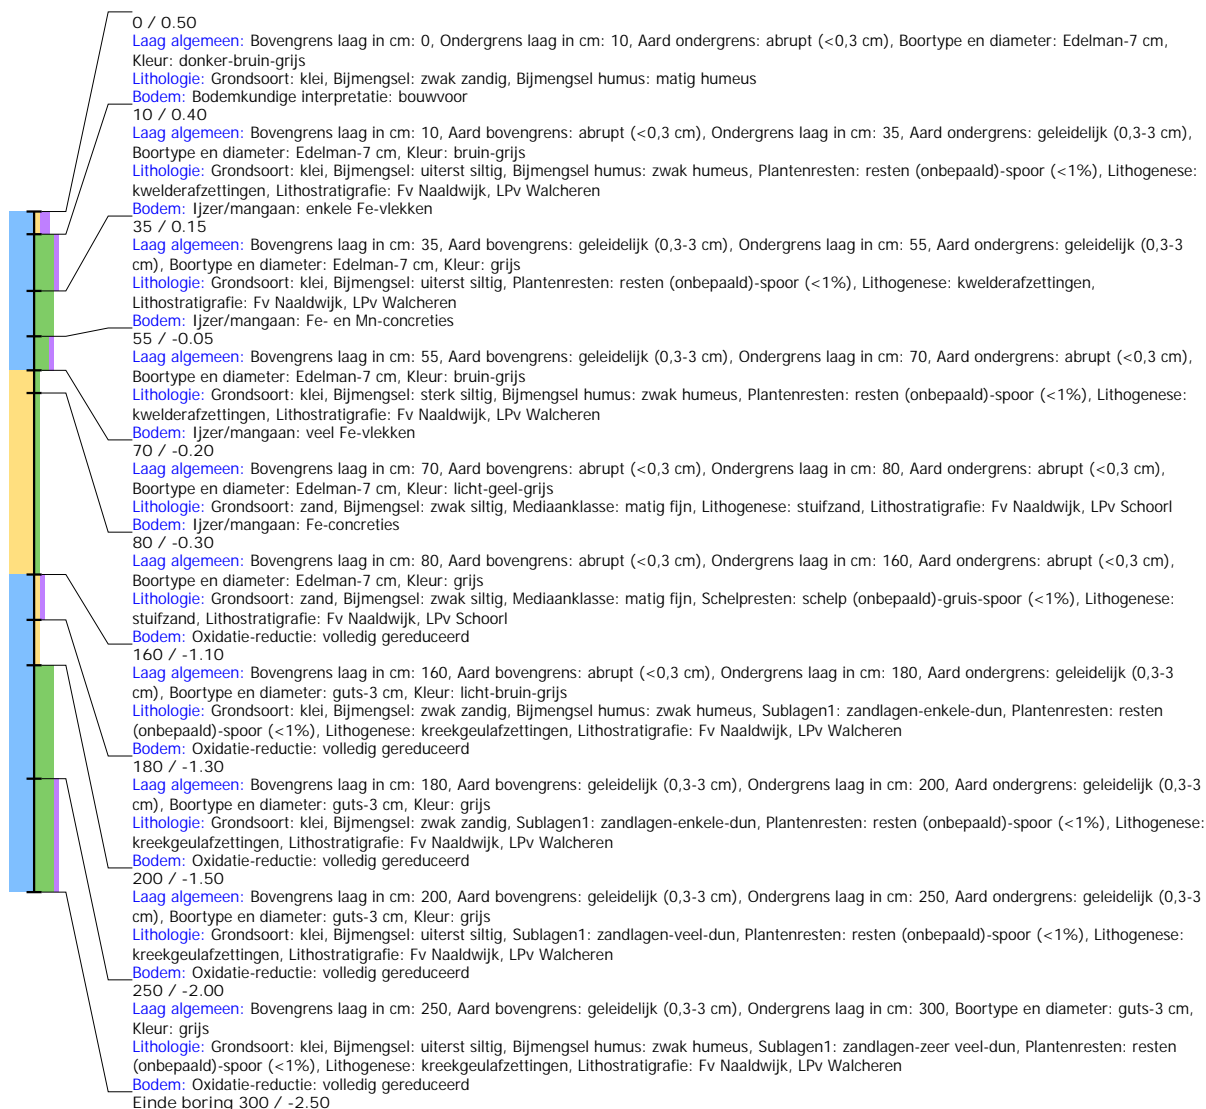 0 / 0.50
Laag algemeen: Bovengrens laag in cm: 0, Ondergrens laag in cm: 10, Aard ondergrens: abrupt (<0,3 cm), Boortype en diameter: Edelman-7 cm,
Kleur: donker-bruin-grijs
Lithologie: Grondsoort: klei, Bijmengsel: zwak zandig, Bijmengsel humus: matig humeus
Bodem: Bodemkundige interpretatie: bouwvoor
10 / 0.40
Laag algemeen: Bovengrens laag in cm: 10, Aard bovengrens: abrupt (<0,3 cm), Ondergrens laag in cm: 35, Aard ondergrens: geleidelijk (0,3-3 cm),
Boortype en diameter: Edelman-7 cm, Kleur: bruin-grijs
Lithologie: Grondsoort: klei, Bijmengsel: uiterst siltig, Bijmengsel humus: zwak humeus, Plantenresten: resten (onbepaald)-spoor (<1%), Lithogenese:
kwelderafzettingen, Lithostratigrafie: Fv Naaldwijk, LPv Walcheren
Bodem: Ijzer/mangaan: enkele Fe-vlekken
35 / 0.15
Laag algemeen: Bovengrens laag in cm: 35, Aard bovengrens: geleidelijk (0,3-3 cm), Ondergrens laag in cm: 55, Aard ondergrens: geleidelijk (0,3-3
cm), Boortype en diameter: Edelman-7 cm, Kleur: grijs
Lithologie: Grondsoort: klei, Bijmengsel: uiterst siltig, Plantenresten: resten (onbepaald)-spoor (<1%), Lithogenese: kwelderafzettingen,
Lithostratigrafie: Fv Naaldwijk, LPv Walcheren
Bodem: Ijzer/mangaan: Fe- en Mn-concreties
55 / -0.05
Laag algemeen: Bovengrens laag in cm: 55, Aard bovengrens: geleidelijk (0,3-3 cm), Ondergrens laag in cm: 70, Aard ondergrens: abrupt (<0,3 cm),
Boortype en diameter: Edelman-7 cm, Kleur: bruin-grijs
Lithologie: Grondsoort: klei, Bijmengsel: sterk siltig, Bijmengsel humus: zwak humeus, Plantenresten: resten (onbepaald)-spoor (<1%), Lithogenese:
kwelderafzettingen, Lithostratigrafie: Fv Naaldwijk, LPv Walcheren
Bodem: Ijzer/mangaan: veel Fe-vlekken
70 / -0.20
Laag algemeen: Bovengrens laag in cm: 70, Aard bovengrens: abrupt (<0,3 cm), Ondergrens laag in cm: 80, Aard ondergrens: abrupt (<0,3 cm),
Boortype en diameter: Edelman-7 cm, Kleur: licht-geel-grijs
Lithologie: Grondsoort: zand, Bijmengsel: zwak siltig, Mediaanklasse: matig fijn, Lithogenese: stuifzand, Lithostratigrafie: Fv Naaldwijk, LPv Schoorl
Bodem: Ijzer/mangaan: Fe-concreties
80 / -0.30
Laag algemeen: Bovengrens laag in cm: 80, Aard bovengrens: abrupt (<0,3 cm), Ondergrens laag in cm: 160, Aard ondergrens: abrupt (<0,3 cm),
Boortype en diameter: Edelman-7 cm, Kleur: grijs
Lithologie: Grondsoort: zand, Bijmengsel: zwak siltig, Mediaanklasse: matig fijn, Schelpresten: schelp (onbepaald)-gruis-spoor (<1%), Lithogenese:
stuifzand, Lithostratigrafie: Fv Naaldwijk, LPv Schoorl
Bodem: Oxidatie-reductie: volledig gereduceerd
160 / -1.10
Laag algemeen: Bovengrens laag in cm: 160, Aard bovengrens: abrupt (<0,3 cm), Ondergrens laag in cm: 180, Aard ondergrens: geleidelijk (0,3-3
cm), Boortype en diameter: guts-3 cm, Kleur: licht-bruin-grijs
Lithologie: Grondsoort: klei, Bijmengsel: zwak zandig, Bijmengsel humus: zwak humeus, Sublagen1: zandlagen-enkele-dun, Plantenresten: resten
(onbepaald)-spoor (<1%), Lithogenese: kreekgeulafzettingen, Lithostratigrafie: Fv Naaldwijk, LPv Walcheren
Bodem: Oxidatie-reductie: volledig gereduceerd
180 / -1.30
Laag algemeen: Bovengrens laag in cm: 180, Aard bovengrens: geleidelijk (0,3-3 cm), Ondergrens laag in cm: 200, Aard ondergrens: geleidelijk (0,3-3
cm), Boortype en diameter: guts-3 cm, Kleur: grijs
Lithologie: Grondsoort: klei, Bijmengsel: zwak zandig, Sublagen1: zandlagen-enkele-dun, Plantenresten: resten (onbepaald)-spoor (<1%), Lithogenese:
kreekgeulafzettingen, Lithostratigrafie: Fv Naaldwijk, LPv Walcheren
Bodem: Oxidatie-reductie: volledig gereduceerd
200 / -1.50
Laag algemeen: Bovengrens laag in cm: 200, Aard bovengrens: geleidelijk (0,3-3 cm), Ondergrens laag in cm: 250, Aard ondergrens: geleidelijk (0,3-3
cm), Boortype en diameter: guts-3 cm, Kleur: grijs
Lithologie: Grondsoort: klei, Bijmengsel: uiterst siltig, Sublagen1: zandlagen-veel-dun, Plantenresten: resten (onbepaald)-spoor (<1%), Lithogenese:
kreekgeulafzettingen, Lithostratigrafie: Fv Naaldwijk, LPv Walcheren
Bodem: Oxidatie-reductie: volledig gereduceerd
250 / -2.00
Laag algemeen: Bovengrens laag in cm: 250, Aard bovengrens: geleidelijk (0,3-3 cm), Ondergrens laag in cm: 300, Boortype en diameter: guts-3 cm,
Kleur: grijs
Lithologie: Grondsoort: klei, Bijmengsel: uiterst siltig, Bijmengsel humus: zwak humeus, Sublagen1: zandlagen-zeer veel-dun, Plantenresten: resten
(onbepaald)-spoor (<1%), Lithogenese: kreekgeulafzettingen, Lithostratigrafie: Fv Naaldwijk, LPv Walcheren
Bodem: Oxidatie-reductie: volledig gereduceerd
Einde boring 300 / -2.50